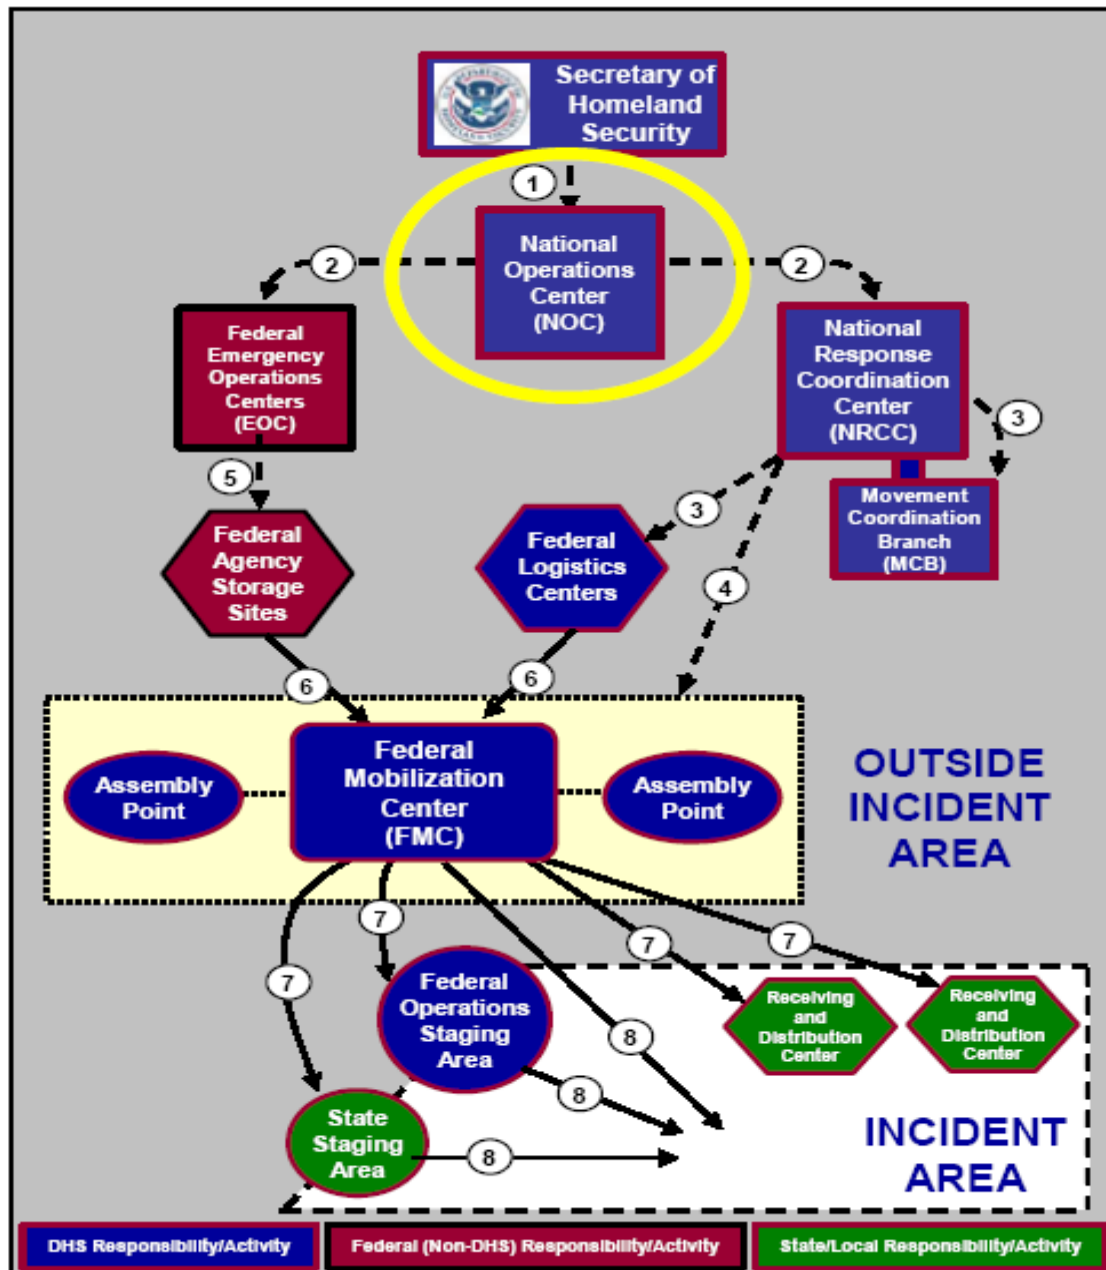 Secretary of
Homeland
Security
1
National
Operations
Center
(NOC)
2
2
Federal
Emergency
Operations
Centers
(EOC)
National
Response
Coordination
Center
(NRCC)
3
5
3
Movement
Coordination
Branch
(MCB)
Federal
Agency
Storage
Sites
Federal
Logistics
Centers
4
6
6
Assembly
Point
Federal
Mobilization
Center
(FMC)
Assembly
Point
OUTSIDE
INCIDENT
AREA
7
7
7
7
Federal
Operations
Staging
Area
Receiving
and
Distribution
Center
Receiving
and
Distribution
Center
8
8
State
Staging
Area
8
INCIDENT
AREA
DHS Responsibility/Activity
Federal (Non-DHS) Responsibility/Activity
State/Local Responsibility/Activity